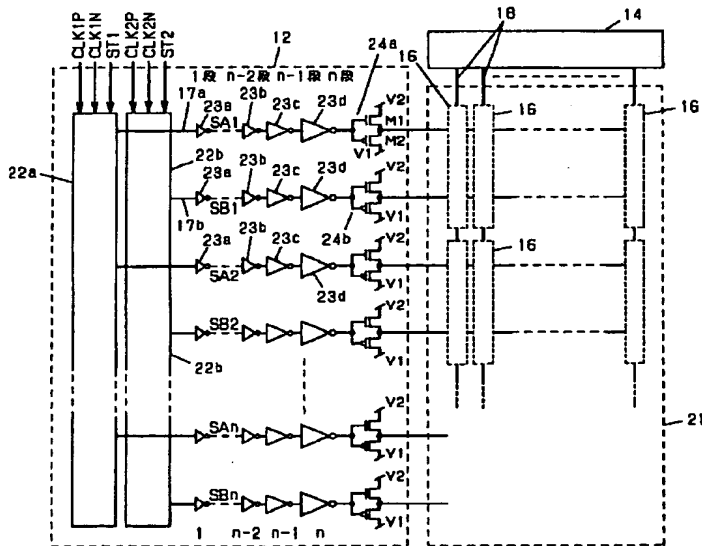 CLK1P
CLK1N
ST1
CLK2P
CLK2N
ST2
12
14
18
24a
16
1段 n-2段 n-1段 n段
17a
23a SA1 23b 23c 23d
V2
M1
M2
V1
16
16
22a
22b
23a 23b 23c 23d
V2
SB1
17b
V1
24b
23a 23b 23c
V2
SA2
23d
V1
16
SB2
V2
V1
22b
21
SAn
V2
V1
SBn
V2
V1
1 n-2 n-1 n